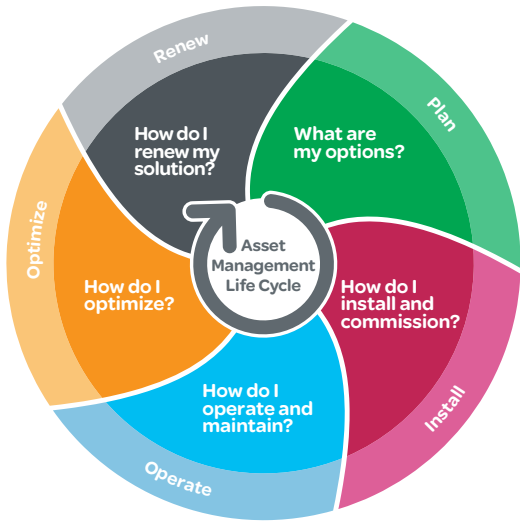 Renew
How do I
renew my
solution?
Plan
What are
my options?
Asset
Management
Life Cycle
Optimize
How do I
optimize?
How do I
install and
commission?
Install
How do I
operate and
maintain?
Operate